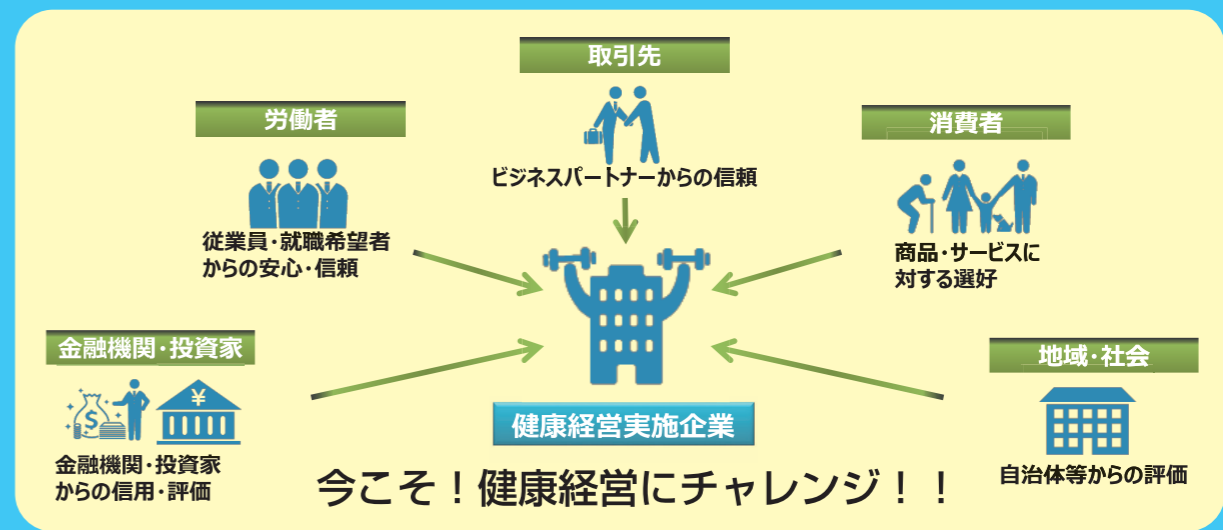 取引先
ビジネスパートナーからの信頼
労働者
従業員・就職希望者
からの安心・信頼
消費者
商品・サービスに
対する選好
金融機関・投資家
$
¥
金融機関・投資家
からの信用・評価
地域・社会
自治体等からの評価
健康経営実施企業
今こそ！健康経営にチャレンジ！！